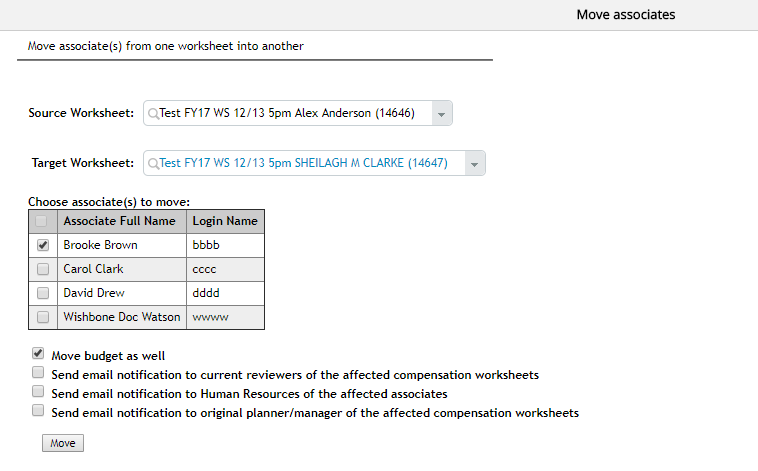 Move associates
Move associate(s) from one worksheet into another
Source Worksheet: Test FY17 WS 12/13 5pm Alex Anderson (14646)
Target Worksheet: Test FY17 WS 12/13 5pm SHEILAGH M CLARKE (14647)
Choose associate(s) to move:
Associate Full Name Login Name
Brooke Brown bbbb
Carol Clark cccc
David Drew dddd
Wishbone Doc Watson wwww
Move budget as well
Send email notification to current reviewers of the affected compensation worksheets
Send email notification to Human Resources of the affected associates
Send email notification to original planner/manager of the affected compensation worksheets
Move